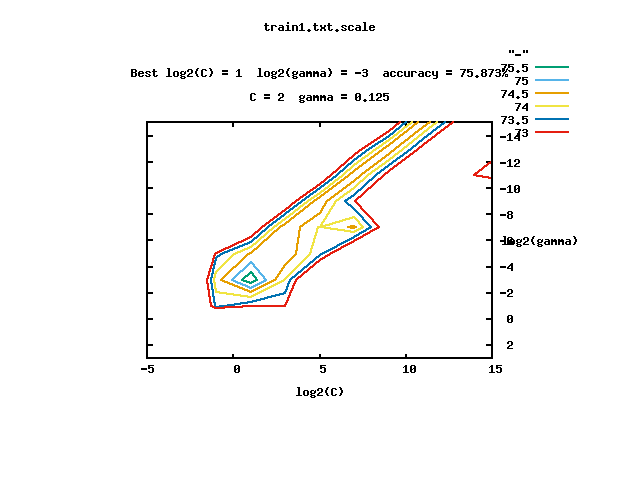 train1.txt.scale
"-"
Best log2(C) = 1  log2(gamma) = -3  accuracy = 75.873%
75.5
75
C = 2  gamma = 0.125
74.5
74
73.5
73
-14
-12
-10
-8
-6
log2(gamma)
-4
-2
0
2
-5 0 5 10 15
log2(C)